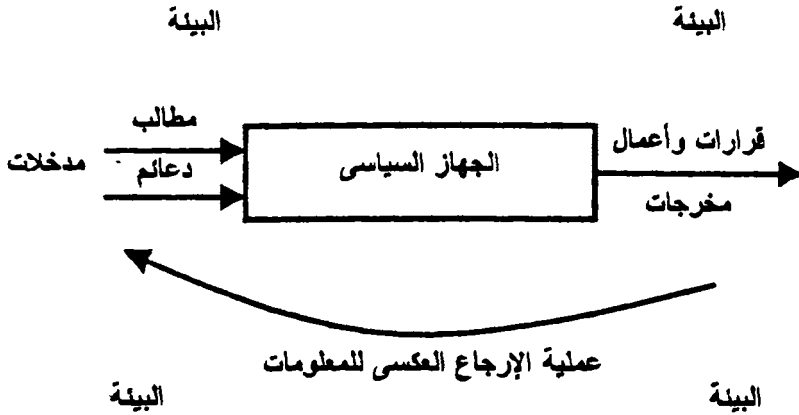 البيئة
البيئة
مطالب
قرارات وأعمال
مدخلات
دعائم
الجهاز السياسى
مخرجات
عملية الإرجاع العكسى للمعلومات
البيئة
البيئة